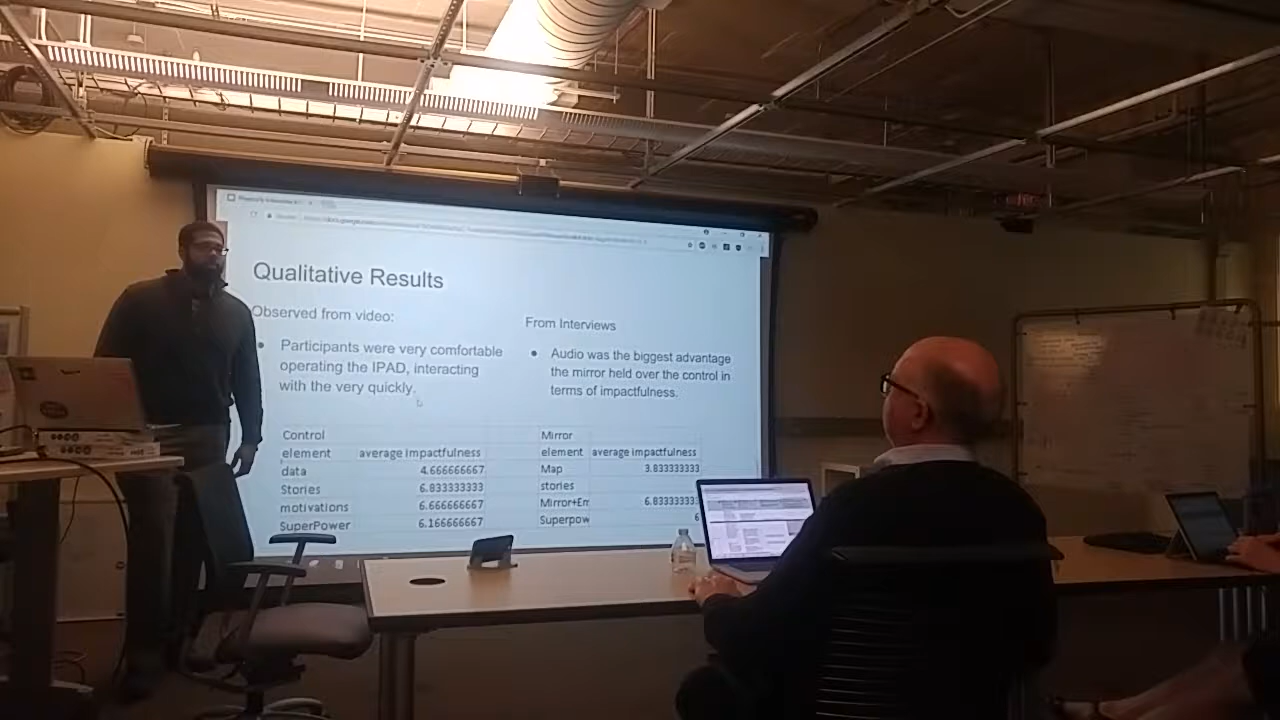 Qualitative Results
Observed from video:
Participants were very comfortable
operating the IPAD, interacting
with the very quickly.
From Interviews
Audio was the biggest advantage
the mirror held over the control in
terms of impactfulness.
Control
element average impactfulness
data 4.666666667
Stories 6.833333333
motivations 6.666666667
SuperPower 6.166666667
Mirror
element average impactfulness
Map 3.833333333
stories
Mirror+Em 6.83333333
Superpow 6